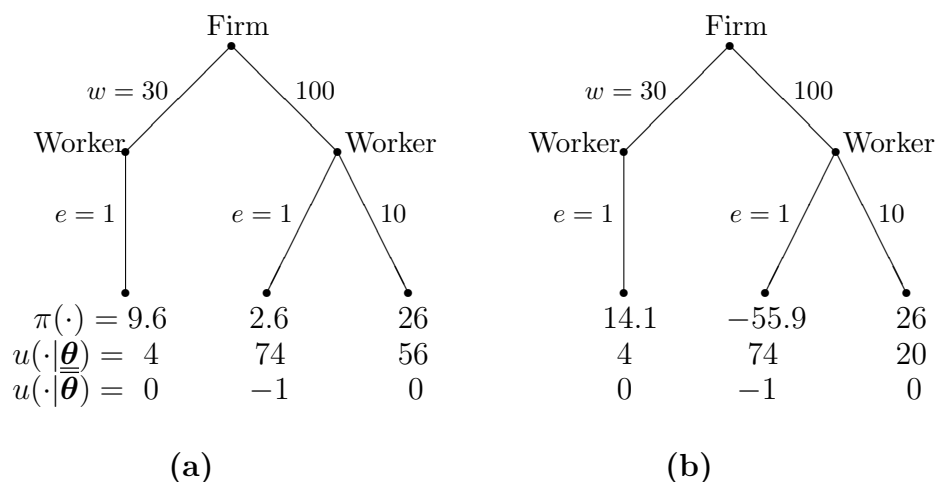 Firm Firm
w = 30 100 w = 30 100
Worker Worker Worker Worker
e = 1 e = 1 10 e = 1 e = 1 10
π(·) = 9.6 2.6 26 14.1 −55.9 26
u(·|θ) = 4 74 56 4 74 20
u(·|θ) = 0 −1 0 0 −1 0
(a) (b)